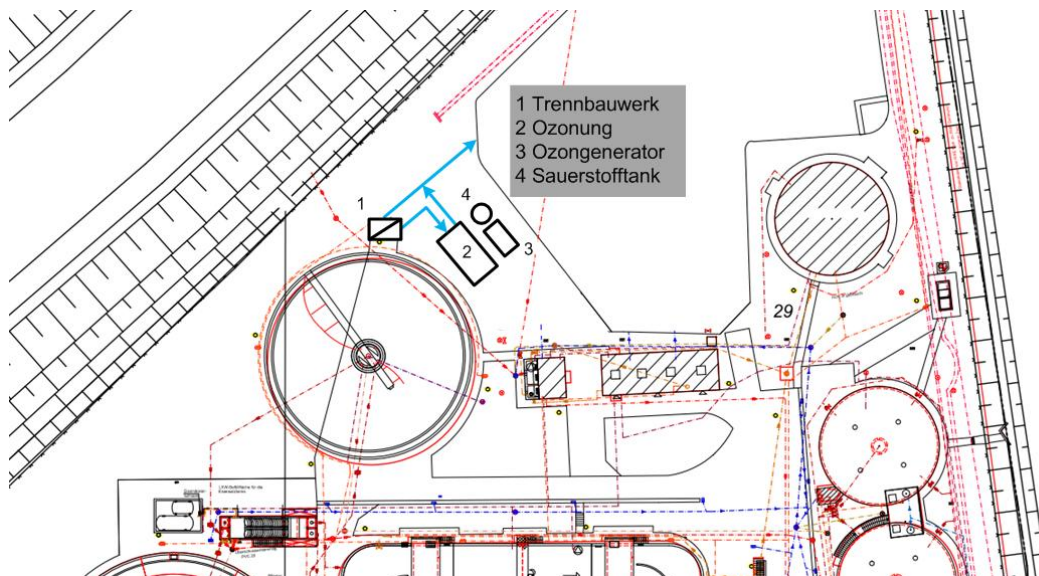 1 Trennbauwerk
2 Ozonung
3 Ozongenerator
4 Sauerstofftank
4
1
3
2
29